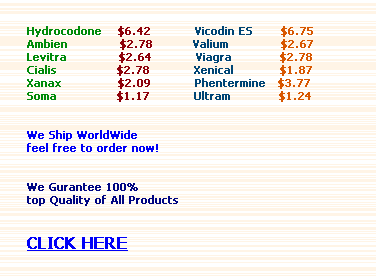 Hydrocodone $6.42 Vicodin ES $6.75
Ambien $2.78 Valium $2.67
Levitra $2.64 Viagra $2.78
Cialis $2.78 Xenical $1.87
Xanax $2.09 Phentermine $3.77
Soma $1.17 Ultram $1.24
We Ship WorldWide
feel free to order now!
We Gurantee 100%
top Quality of All Products
CLICK HERE